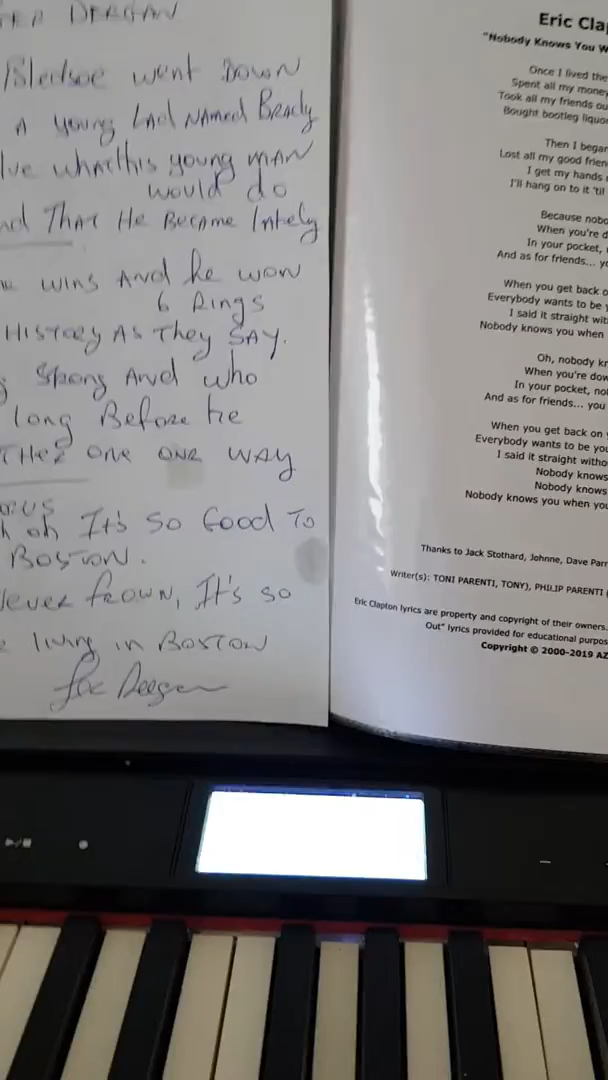 DEEGAN
Bledsoe went DOWN
A young Lad NAMed BRADY
whatthis young MAN
would do
That He Became lately
wins And he won
6 Rings
HISTORY AS They SAY.
Strong And who
long Before he
one one way
oh It's So Good To
BOSTON.
Never frown, It's so
living in BOSTON
Deegan
Eric Cla
"Nobody Knows You W
Once I lived the
Spent all my money
Took all my friends ou
Bought bootleg liquo
Then I began
Lost all my good frien
I get my hands
I'll hang on to it 'til
Because nobo
When you're d
In your pocket,
And as for friends... yo
When you get back o
Everybody wants to be y
I said it straight wit
Nobody knows you when
Oh, nobody kn
When you're dow
In your pocket, no
And as for friends... you
When you get back on
Everybody wants to be you
I said it straight witho
Nobody knows
Nobody knows
Nobody knows you when you
Thanks to Jack Stothard, Johnne, Dave Parr
Writer(s): TONI PARENTI, TONY), PHILIP PARENTI
Eric Clapton lyrics are property and copyright of their owners.
Out" lyrics provided for educational purpos
Copyright © 2000-2019 AZ